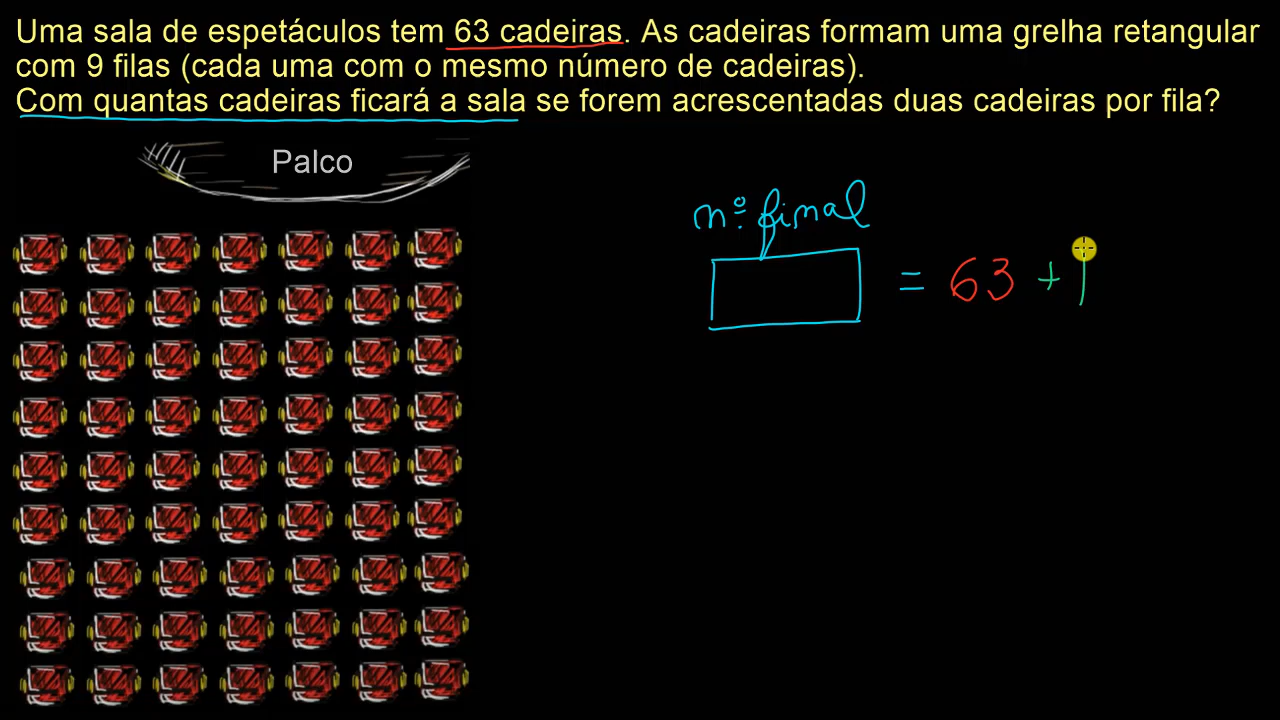 Uma sala de espetáculos tem 63 cadeiras. As cadeiras formam uma grelha retangular
com 9 filas (cada uma com o mesmo número de cadeiras).
Com quantas cadeiras ficará a sala se forem acrescentadas duas cadeiras por fila?
Palco
nº. final
= 63 +